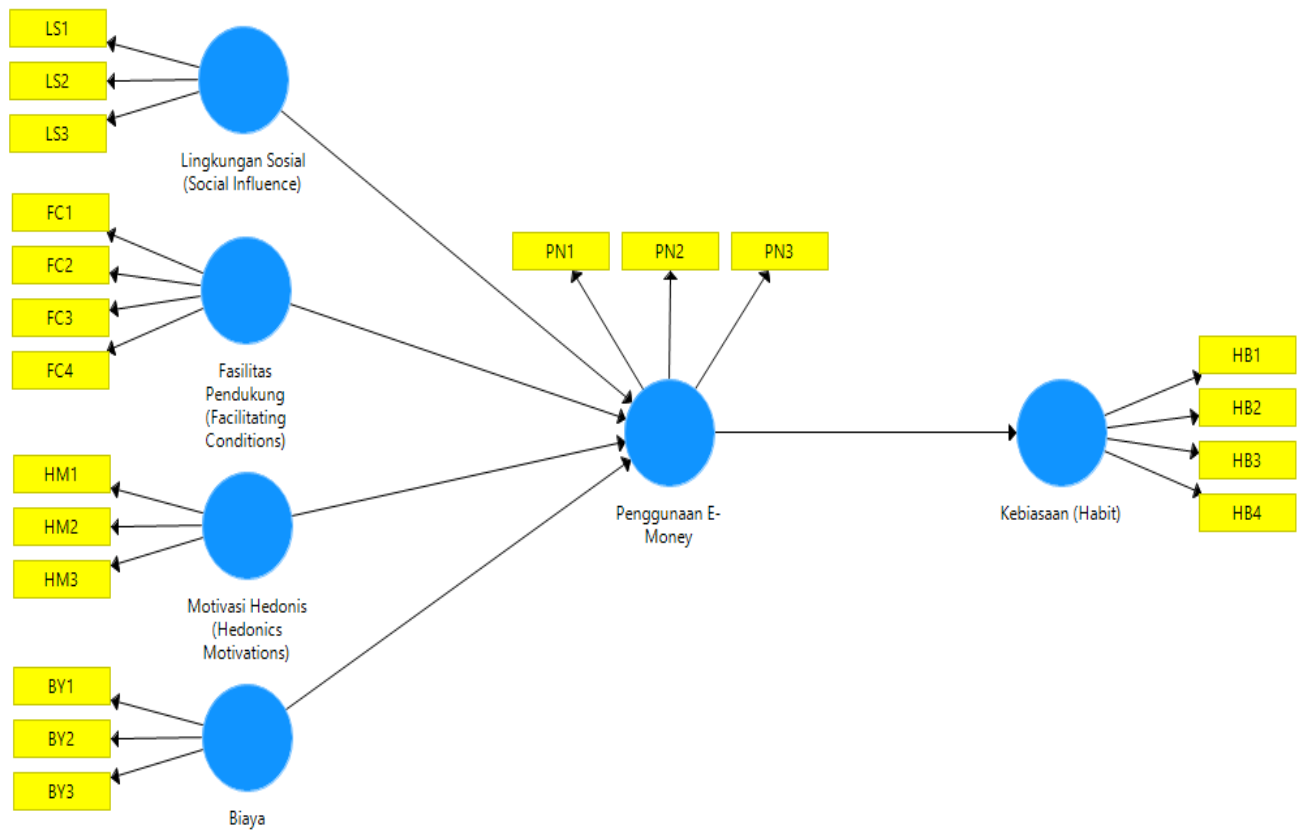 LS1
LS2
LS3
Lingkungan Sosial
(Social Influence)
FC1
FC2
FC3
FC4
Fasilitas
Pendukung
(Facilitating
Conditions)
HM1
HM2
HM3
Motivasi Hedonis
(Hedonics
Motivations)
BY1
BY2
BY3
Biaya
PN1
PN2
PN3
Penggunaan E-
Money
HB1
HB2
HB3
HB4
Kebiasaan (Habit)